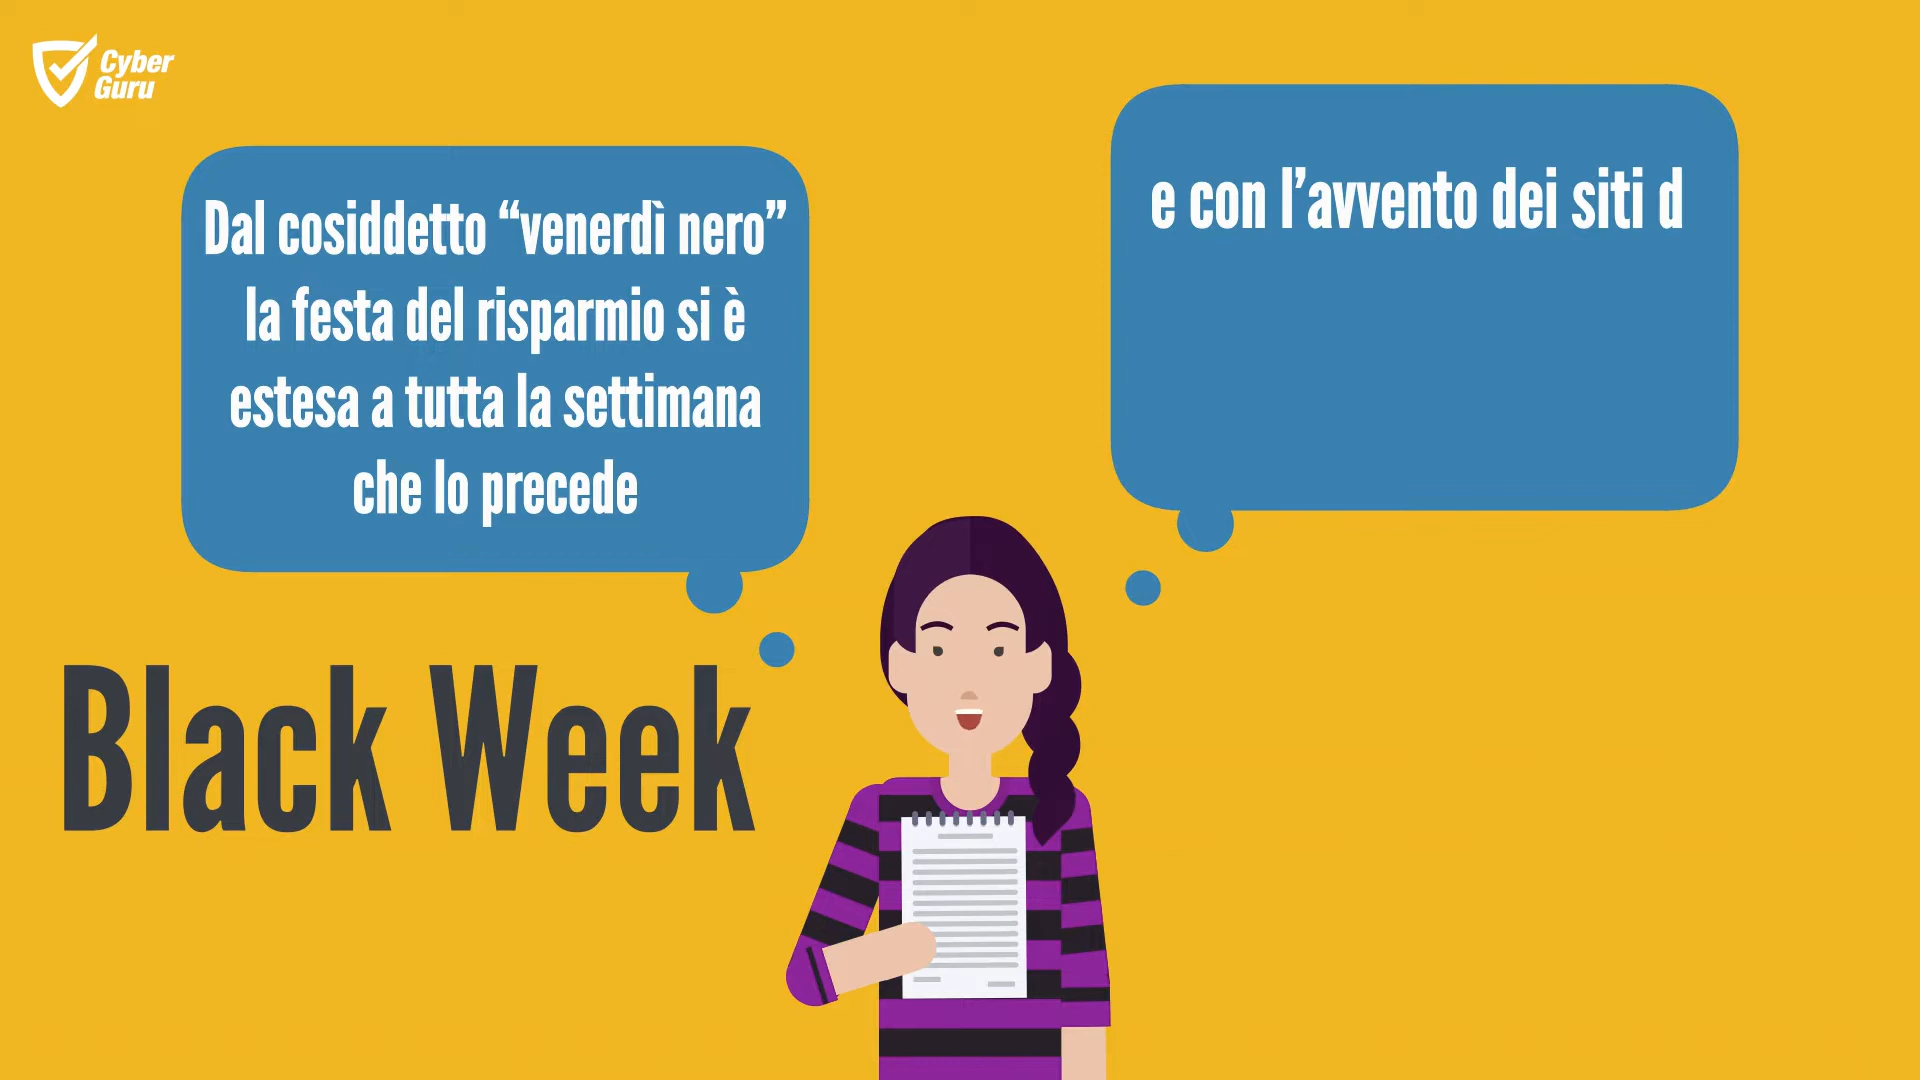 Cyber
Guru
Dal cosiddetto “venerdì nero”
la festa del risparmio si è
estesa a tutta la settimana
che lo precede
e con l’avvento dei siti d
Black Week